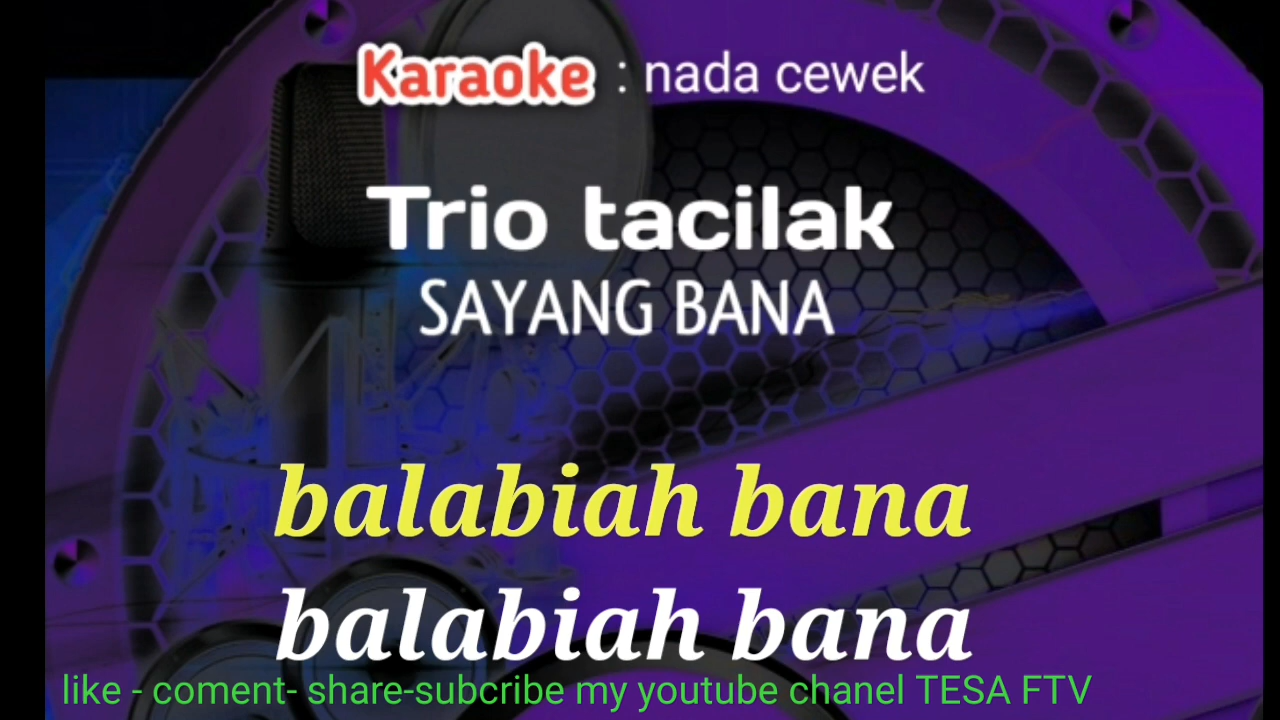 Karaoke : nada cewek
Trio tacilak
SAYANG BANA
balabiah bana
balabiah bana
like - coment- share-subcribe my youtube chanel TESA FTV